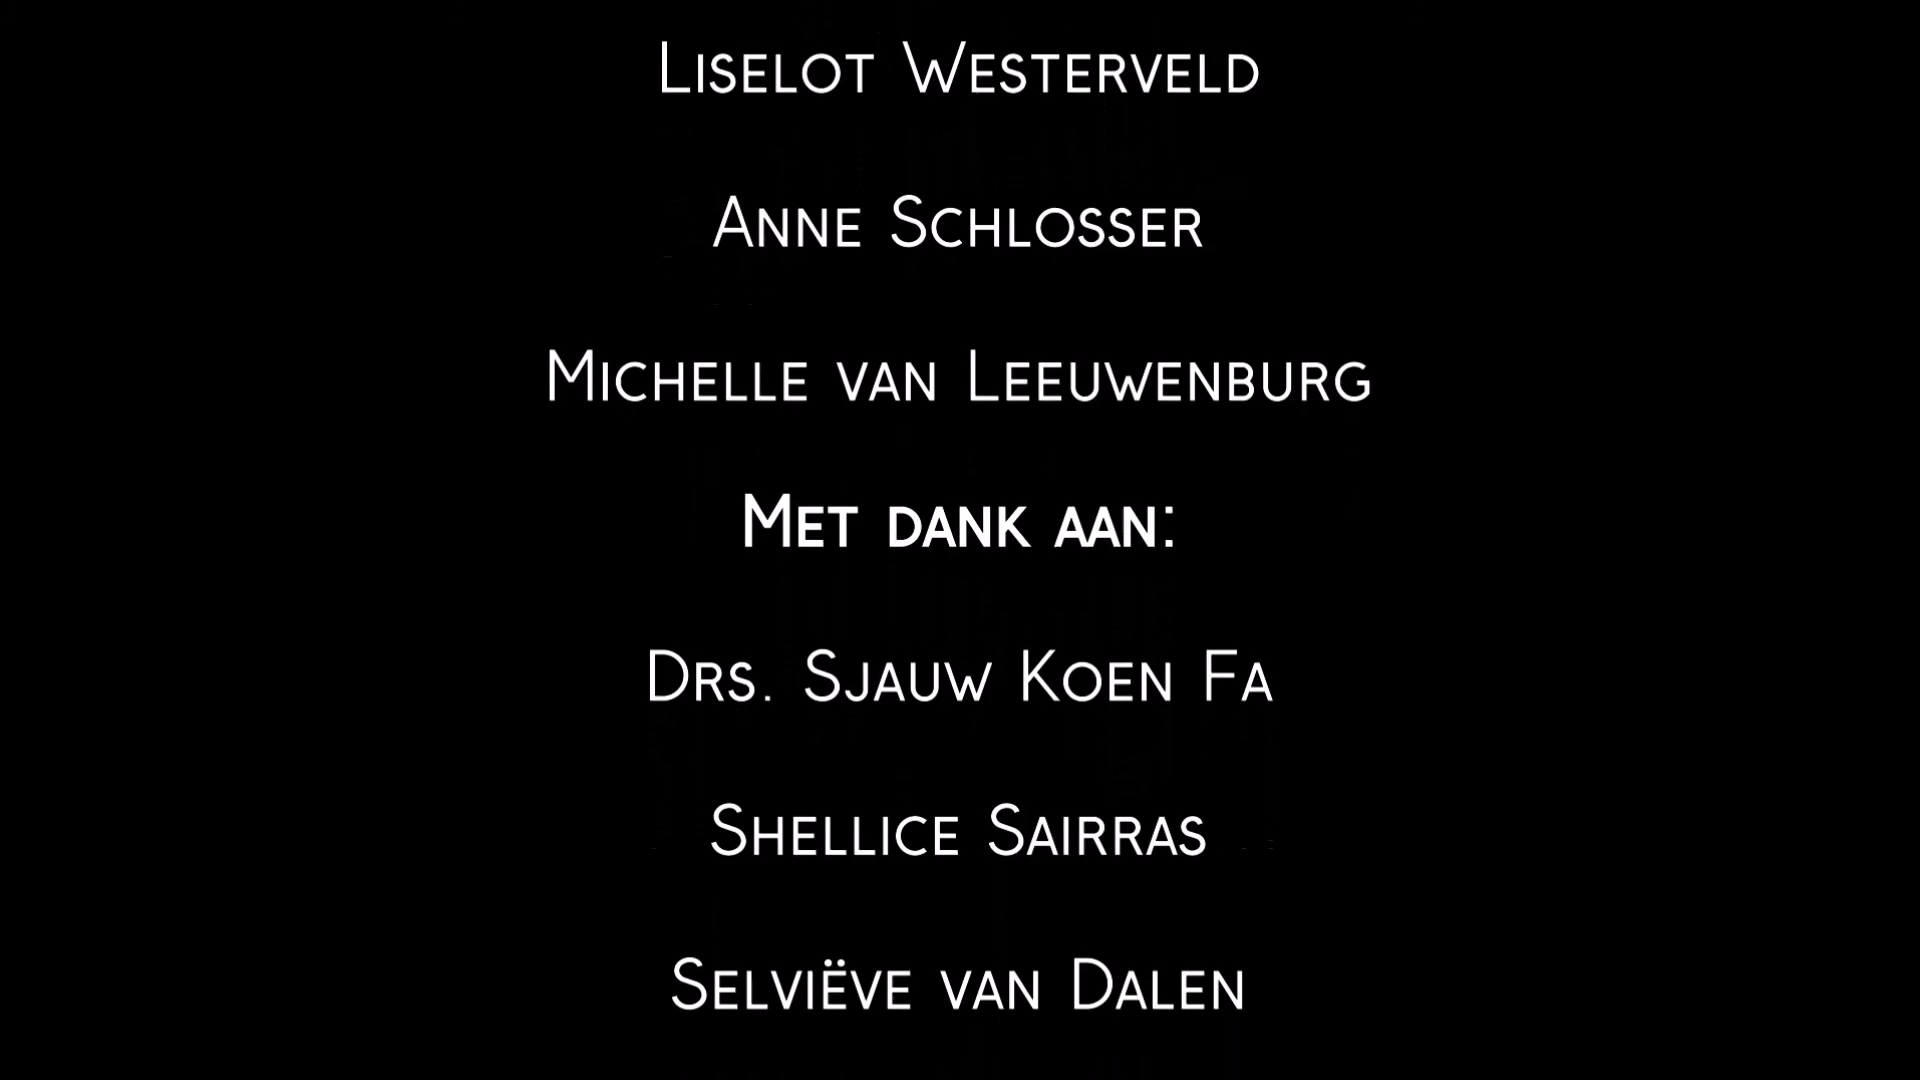 Liselot Westerveld
Anne Schlosser
Michelle van Leeuwenburg
Met dank aan:
Drs. Sjauw Koen Fa
Shellice Sairras
Selviëve van Dalen